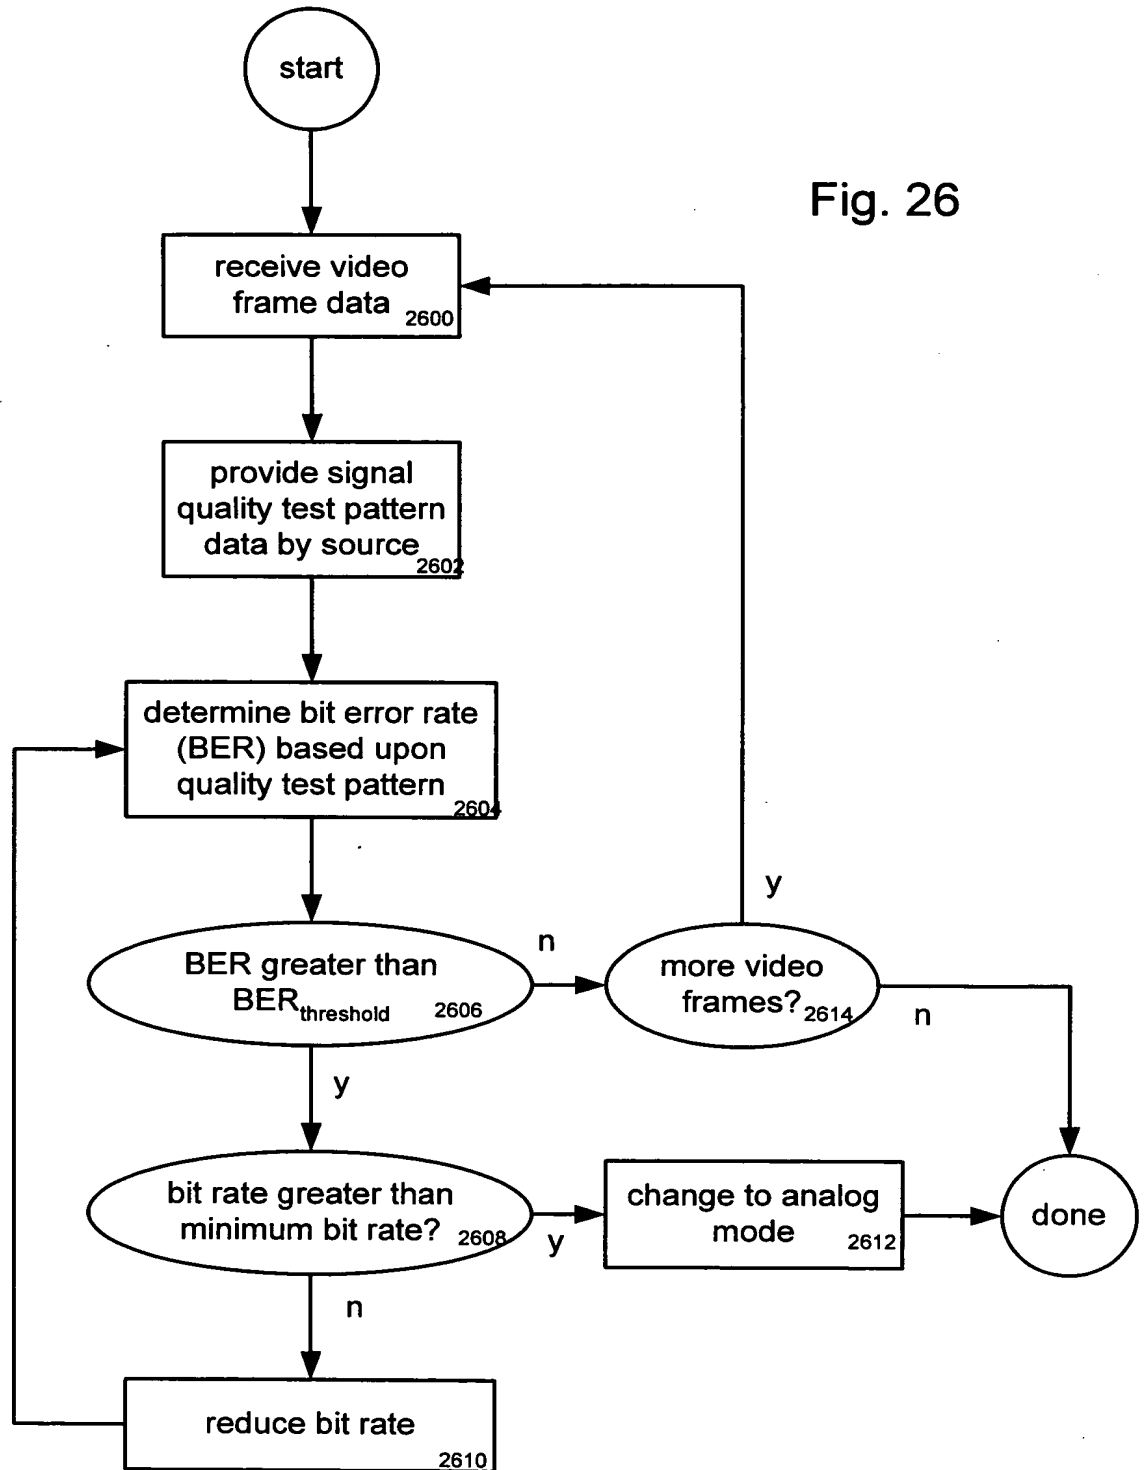 start
Fig. 26
receive video
frame data
2600
provide signal
quality test pattern
data by source
2602
determine bit error rate
(BER) based upon
quality test pattern
2604
BER greater than
BERthreshold
2606
n
more video
frames?
2614
y
n
y
bit rate greater than
minimum bit rate?
2608
y
change to analog
mode
2612
done
n
reduce bit rate
2610